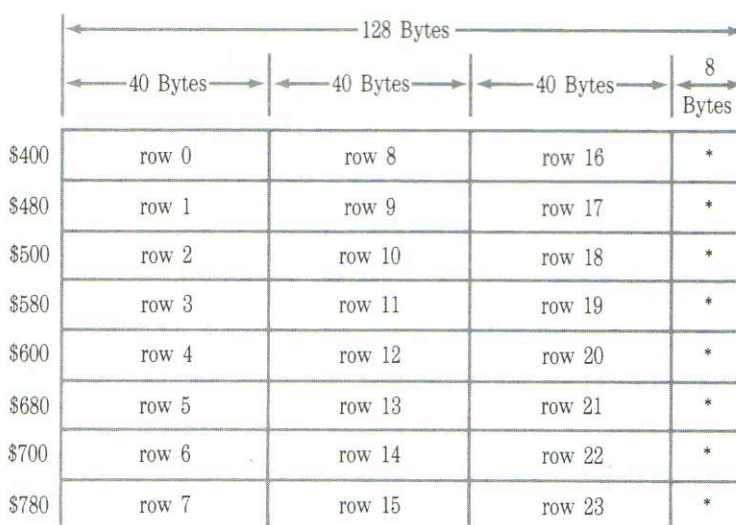 128 Bytes
40 Bytes 40 Bytes 40 Bytes 8 Bytes
$400 row 0 row 8 row 16 *
$480 row 1 row 9 row 17 *
$500 row 2 row 10 row 18 *
$580 row 3 row 11 row 19 *
$600 row 4 row 12 row 20 *
$680 row 5 row 13 row 21 *
$700 row 6 row 14 row 22 *
$780 row 7 row 15 row 23 *